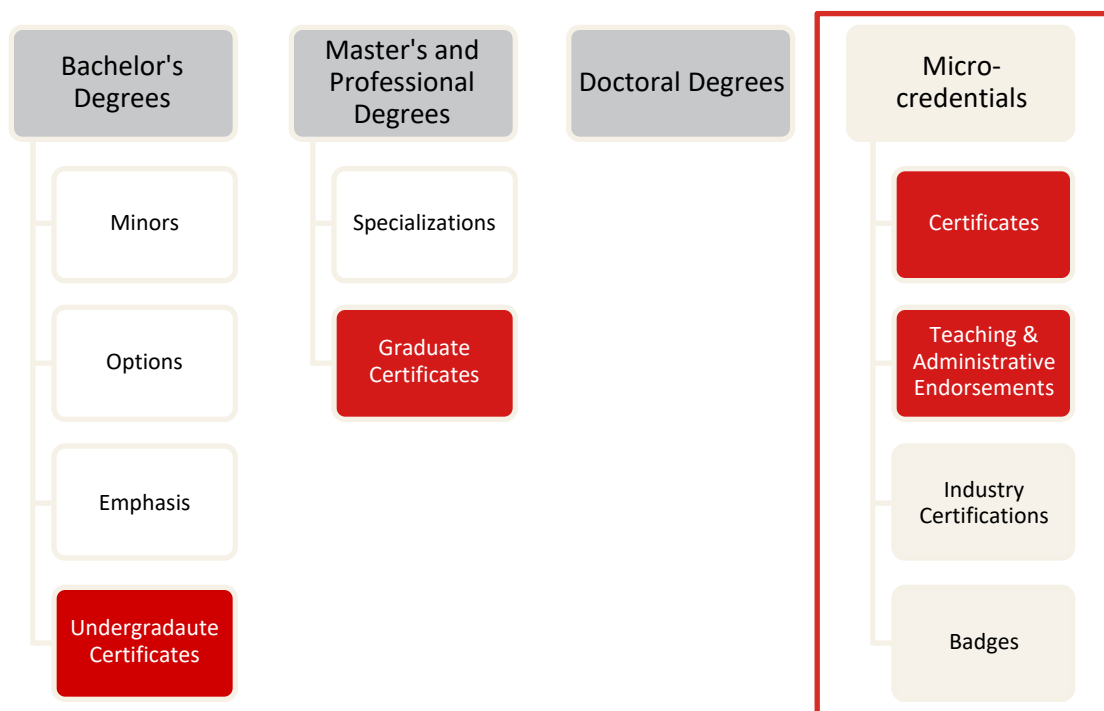 Bachelor's
Degrees
Minors
Options
Emphasis
Undergradaute
Certificates
Master's and
Professional
Degrees
Specializations
Graduate
Certificates
Doctoral Degrees
Micro-
credentials
Certificates
Teaching &
Administrative
Endorsements
Industry
Certifications
Badges